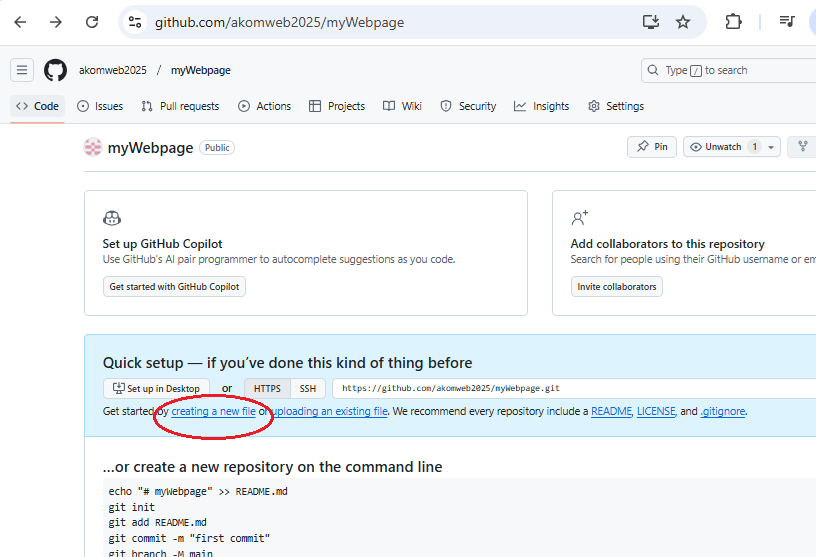 github.com/akomweb2025/myWebpage
akomweb2025 / myWebpage
Type / to search
Code Issues Pull requests Actions Projects Wiki Security Insights Settings
myWebpage Public
Pin Unwatch 1
Set up GitHub Copilot
Use GitHub's AI pair programmer to autocomplete suggestions as you code.
Get started with GitHub Copilot
Add collaborators to this repository
Search for people using their GitHub username or em
Invite collaborators
Quick setup — if you've done this kind of thing before
Set up in Desktop or HTTPS SSH https://github.com/akomweb2025/myWebpage.git
Get started by creating a new file or uploading an existing file. We recommend every repository include a README, LICENSE, and .gitignore.
...or create a new repository on the command line
echo "# myWebpage" >> README.md
git init
git add README.md
git commit -m "first commit"
git branch -M main